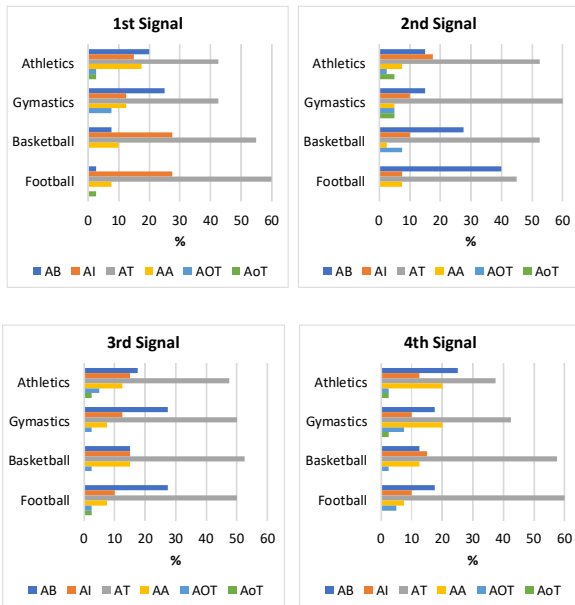 1st Signal
Athletics
Gymastics
Basketball
Football
0 10 20 30 40 50 60
%
AB AI AT AA AOT AoT
2nd Signal
Athletics
Gymastics
Basketball
Football
0 10 20 30 40 50 60
%
AB AI AT AA AOT AoT
3rd Signal
Athletics
Gymastics
Basketball
Football
0 10 20 30 40 50 60
%
AB AI AT AA AOT AoT
4th Signal
Athletics
Gymastics
Basketball
Football
0 10 20 30 40 50 60
%
AB AI AT AA AOT AoT